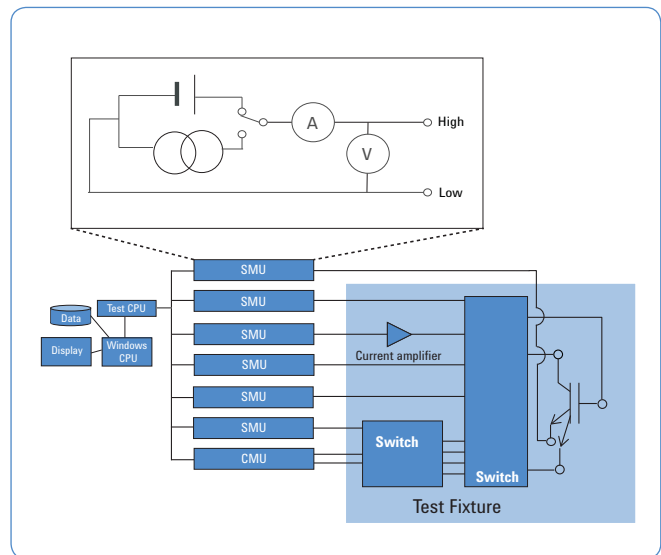 A
High
V
Low
SMU
SMU
Test CPU
Data
SMU
Windows
CPU
Display
Current amplifier
SMU
SMU
SMU
Switch
CMU
Switch
Test Fixture